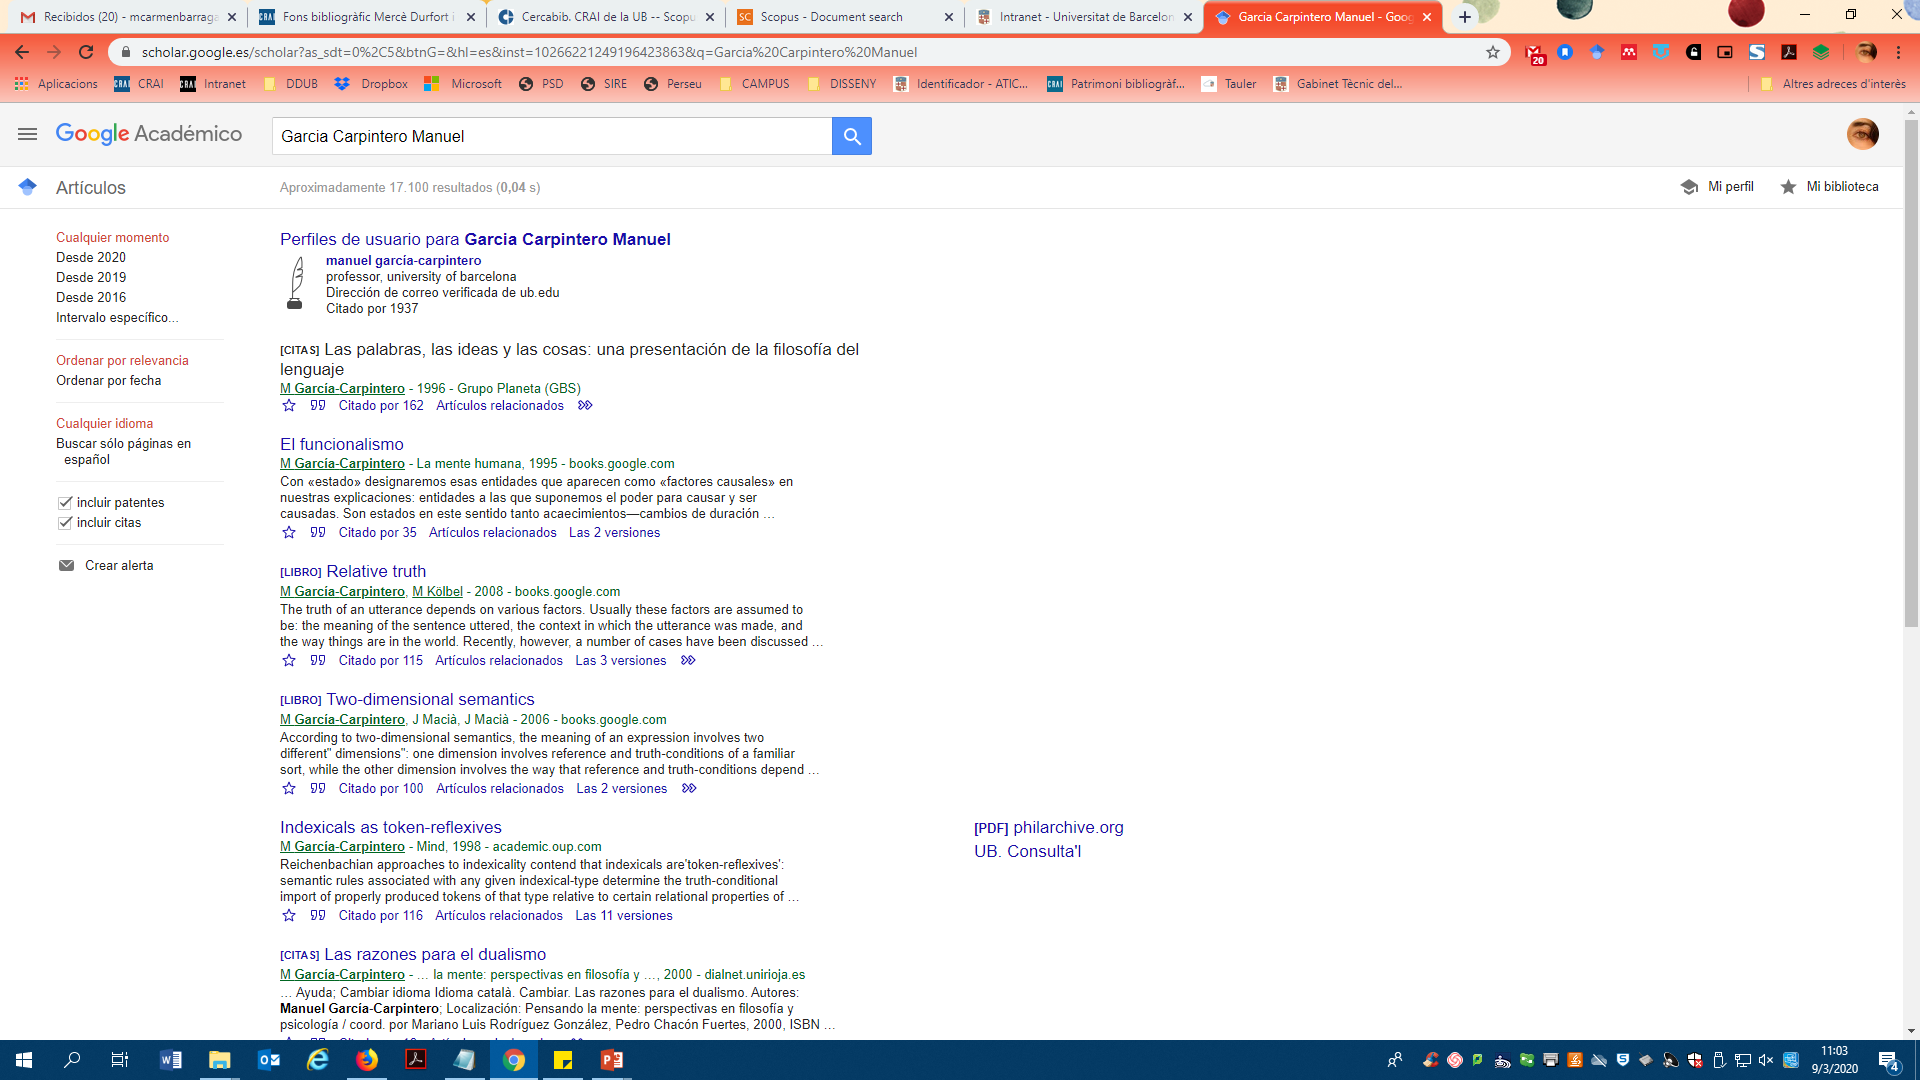 Recibidos (20) - mcarmenbarraga
Fons bibliogràfic Mercè Durfort i
Cercabib. CRAI de la UB -- Scopu
Scopus - Document search
Intranet - Universitat de Barcelon
Garcia Carpintero Manuel - Goog
scholar.google.es/scholar?as_sdt=0%2C5&btnG=&hl=es&inst=10266221249196423863&q=Garcia%20Carpintero%20Manuel
20
Aplicacions
CRAI
Intranet
DDUB
Dropbox
Microsoft
PSD
SIRE
Perseu
CAMPUS
DISSENY
Identificador - ATIC...
Patrimoni bibliogràf...
Tauler
Gabinet Tècnic del...
Altres adreces d'interès
Google Académico
Garcia Carpintero Manuel
Artículos
Aproximadamente 17.100 resultados (0,04 s)
Mi perfil
Mi biblioteca
Cualquier momento
Desde 2020
Desde 2019
Desde 2016
Intervalo específico...
Ordenar por relevancia
Ordenar por fecha
Cualquier idioma
Buscar sólo páginas en
español
incluir patentes
incluir citas
Crear alerta
Perfiles de usuario para Garcia Carpintero Manuel
manuel garcía-carpintero
professor, university of barcelona
Dirección de correo verificada de ub.edu
Citado por 1937
[CITAS] Las palabras, las ideas y las cosas: una presentación de la filosofía del
lenguaje
M García-Carpintero - 1996 - Grupo Planeta (GBS)
Citado por 162 Artículos relacionados
El funcionalismo
M García-Carpintero - La mente humana, 1995 - books.google.com
Con «estado» designaremos esas entidades que aparecen como «factores causales» en
nuestras explicaciones: entidades a las que suponemos el poder para causar y ser
causadas. Son estados en este sentido tanto acaecimientos—cambios de duración …
Citado por 35 Artículos relacionados Las 2 versiones
[LIBRO] Relative truth
M García-Carpintero, M Kölbel - 2008 - books.google.com
The truth of an utterance depends on various factors. Usually these factors are assumed to
be: the meaning of the sentence uttered, the context in which the utterance was made, and
the way things are in the world. Recently, however, a number of cases have been discussed …
Citado por 115 Artículos relacionados Las 3 versiones
[LIBRO] Two-dimensional semantics
M García-Carpintero, J Macià, J Macià - 2006 - books.google.com
According to two-dimensional semantics, the meaning of an expression involves two
different" dimensions": one dimension involves reference and truth-conditions of a familiar
sort, while the other dimension involves the way that reference and truth-conditions depend …
Citado por 100 Artículos relacionados Las 2 versiones
Indexicals as token-reflexives
M García-Carpintero - Mind, 1998 - academic.oup.com
Reichenbachian approaches to indexicality contend that indexicals are'token-reflexives':
semantic rules associated with any given indexical-type determine the truth-conditional
import of properly produced tokens of that type relative to certain relational properties of …
Citado por 116 Artículos relacionados Las 11 versiones
[PDF] philarchive.org
UB. Consulta'l
[CITAS] Las razones para el dualismo
M García-Carpintero - … la mente: perspectivas en filosofía y …, 2000 - dialnet.unirioja.es
… Ayuda; Cambiar idioma Idioma català. Cambiar. Las razones para el dualismo. Autores:
Manuel García-Carpintero; Localización: Pensando la mente: perspectivas en filosofía y
psicología / coord. por Mariano Luis Rodríguez González, Pedro Chacón Fuertes, 2000, ISBN …
11:03
9/3/2020
4